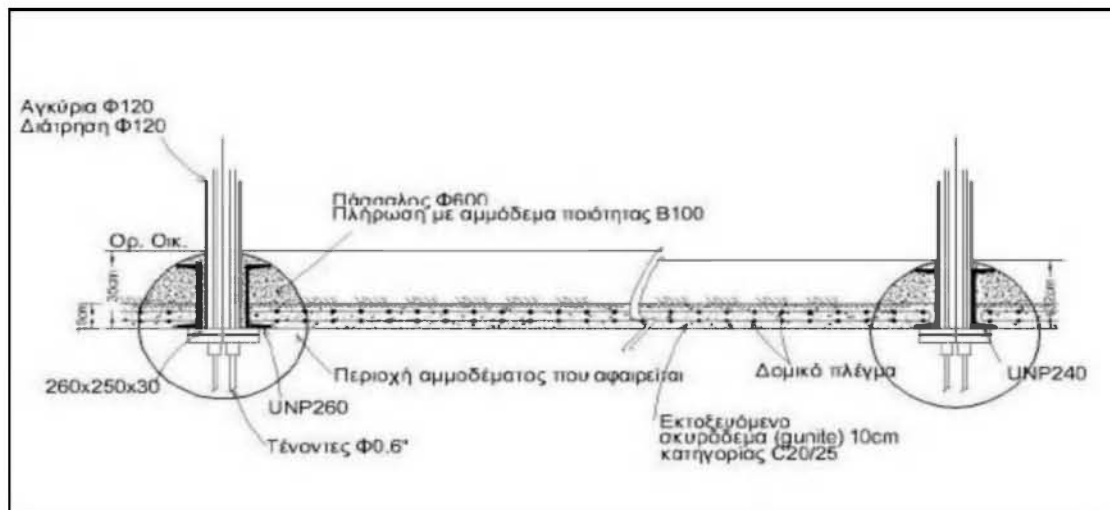 Αγκύρια Φ120
Διάτρηση Φ120
Πάσσαλος Φ600
Πλήρωση με αμμόδεμα ποιότητας Β100
Ορ. Οικ.
10cm
260x250x30
Περιοχή αμμοδέματος που αφαιρείται
Δομικό πλέγμα
UNP240
UNP260
Τένοντες Φ0.6"
Εκτοξευόμενο
σκυρόδεμα (gunite) 10cm
κατηγορίας C20/25